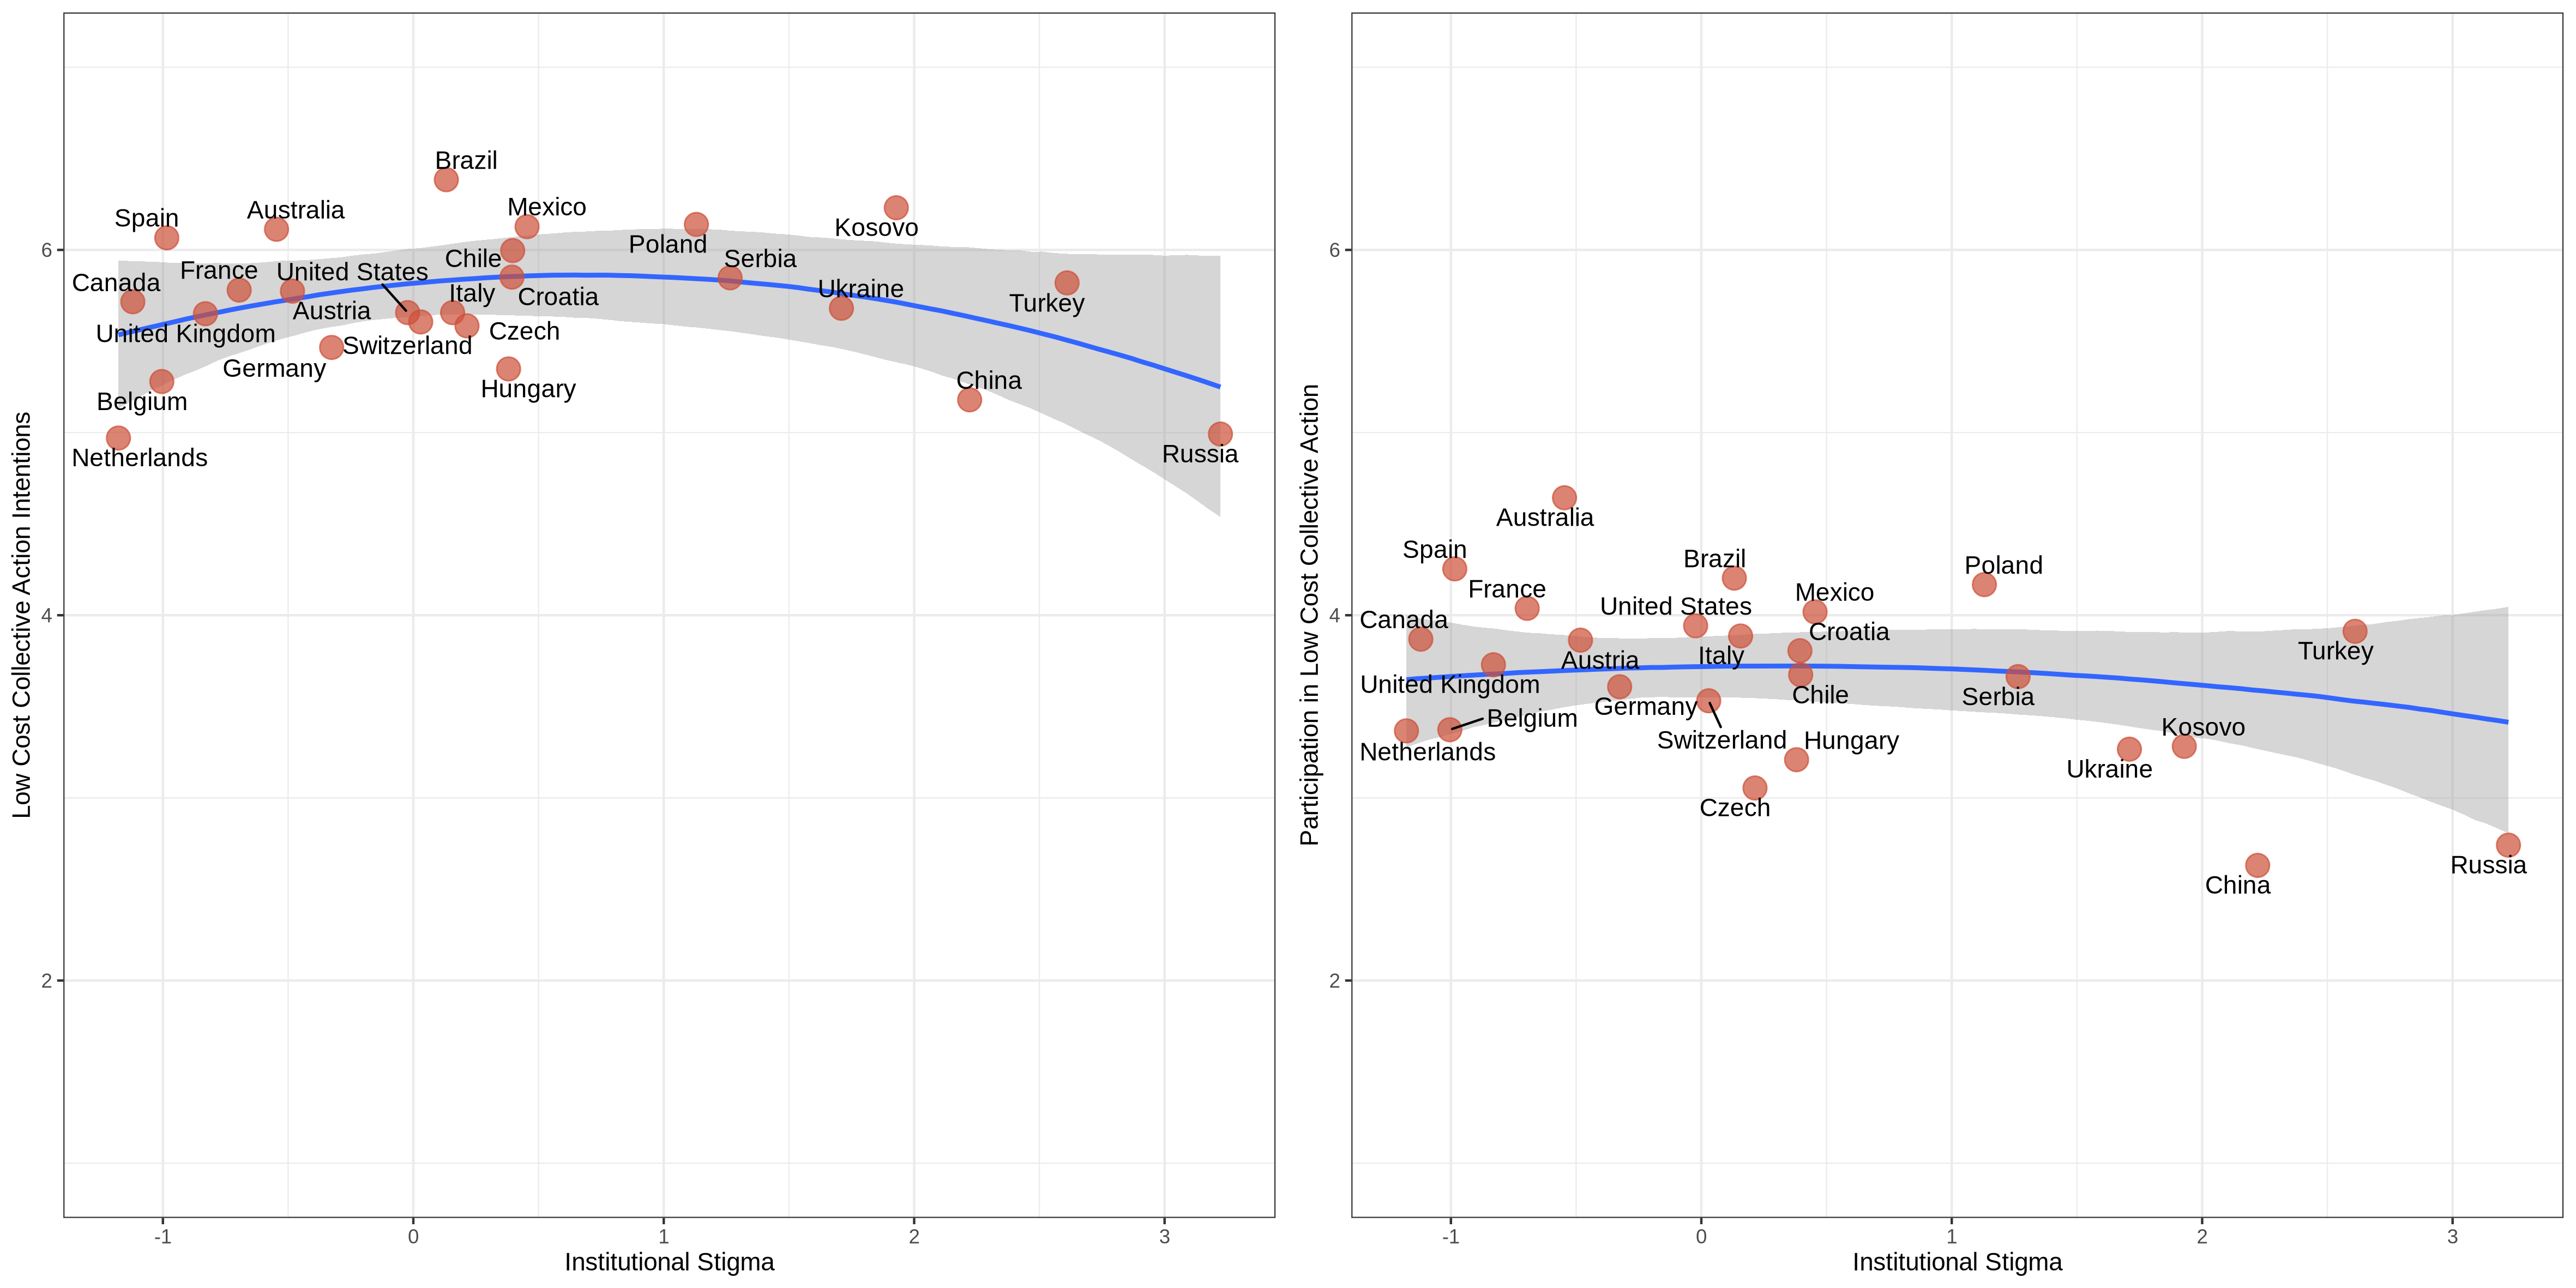 Low Cost Collective Action Intentions
6
4
2
Brazil
Spain
Australia
Mexico
Kosovo
Poland
Chile
Serbia
Canada
France
United States
Italy
Croatia
Ukraine
Turkey
Austria
United Kingdom
Switzerland
Czech
Germany
Hungary
China
Belgium
Netherlands
Russia
-1
0
1
2
3
Institutional Stigma
Participation in Low Cost Collective Action
6
4
2
Australia
Spain
Brazil
Poland
France
Mexico
United States
Canada
Croatia
Austria
Italy
Turkey
United Kingdom
Chile
Serbia
Germany
Belgium
Kosovo
Switzerland
Hungary
Netherlands
Ukraine
Czech
Russia
China
-1
0
1
2
3
Institutional Stigma